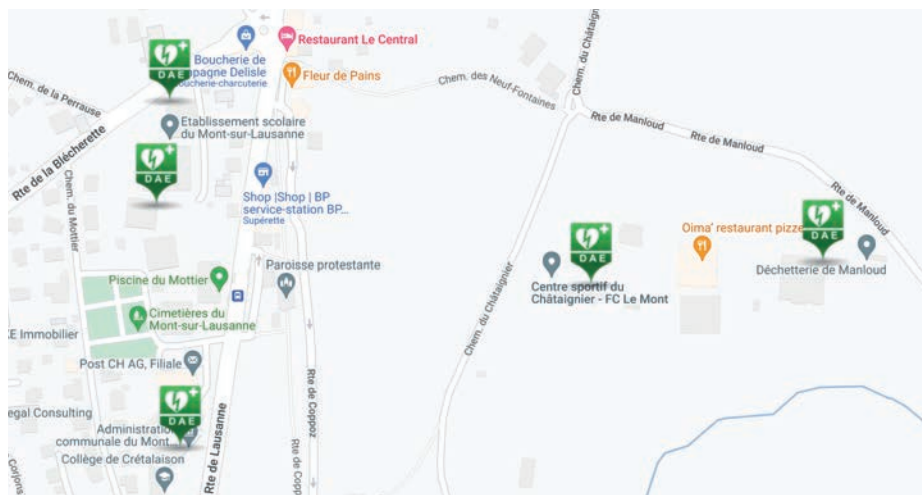 Boucherie de
pagne Delisle
oucherie-charcuterie
Restaurant Le Central
Fleur de Pains
DAE
Chem. de la Perrause
Etablissement scolaire
du Mont-sur-Lausanne
Rte de la Blécherette
Chem. des Neuf-Fontaines
Chem. du Châtaignier
Rte de Manloud
Rte de Manloud
Rte de Manloud
DAE
Chem. du Mottier
Shop |Shop | BP
service-station BP...
Supérette
Oima' restaurant pizze
DAE
DAE
Déchetterie de Manloud
Centre sportif du
Châtaignier - FC Le Mont
Paroisse protestante
Piscine du Mottier
Cimetières du
Mont-sur-Lausanne
Chem. du Châtaignier
KE Immobilier
Post CH AG, Filiale
Rte de Coppoz
Rte de Lausanne
egal Consulting
DAE
Administration
communale du Mont...
Collège de Crétalaison
Rte de Copp
Corjons